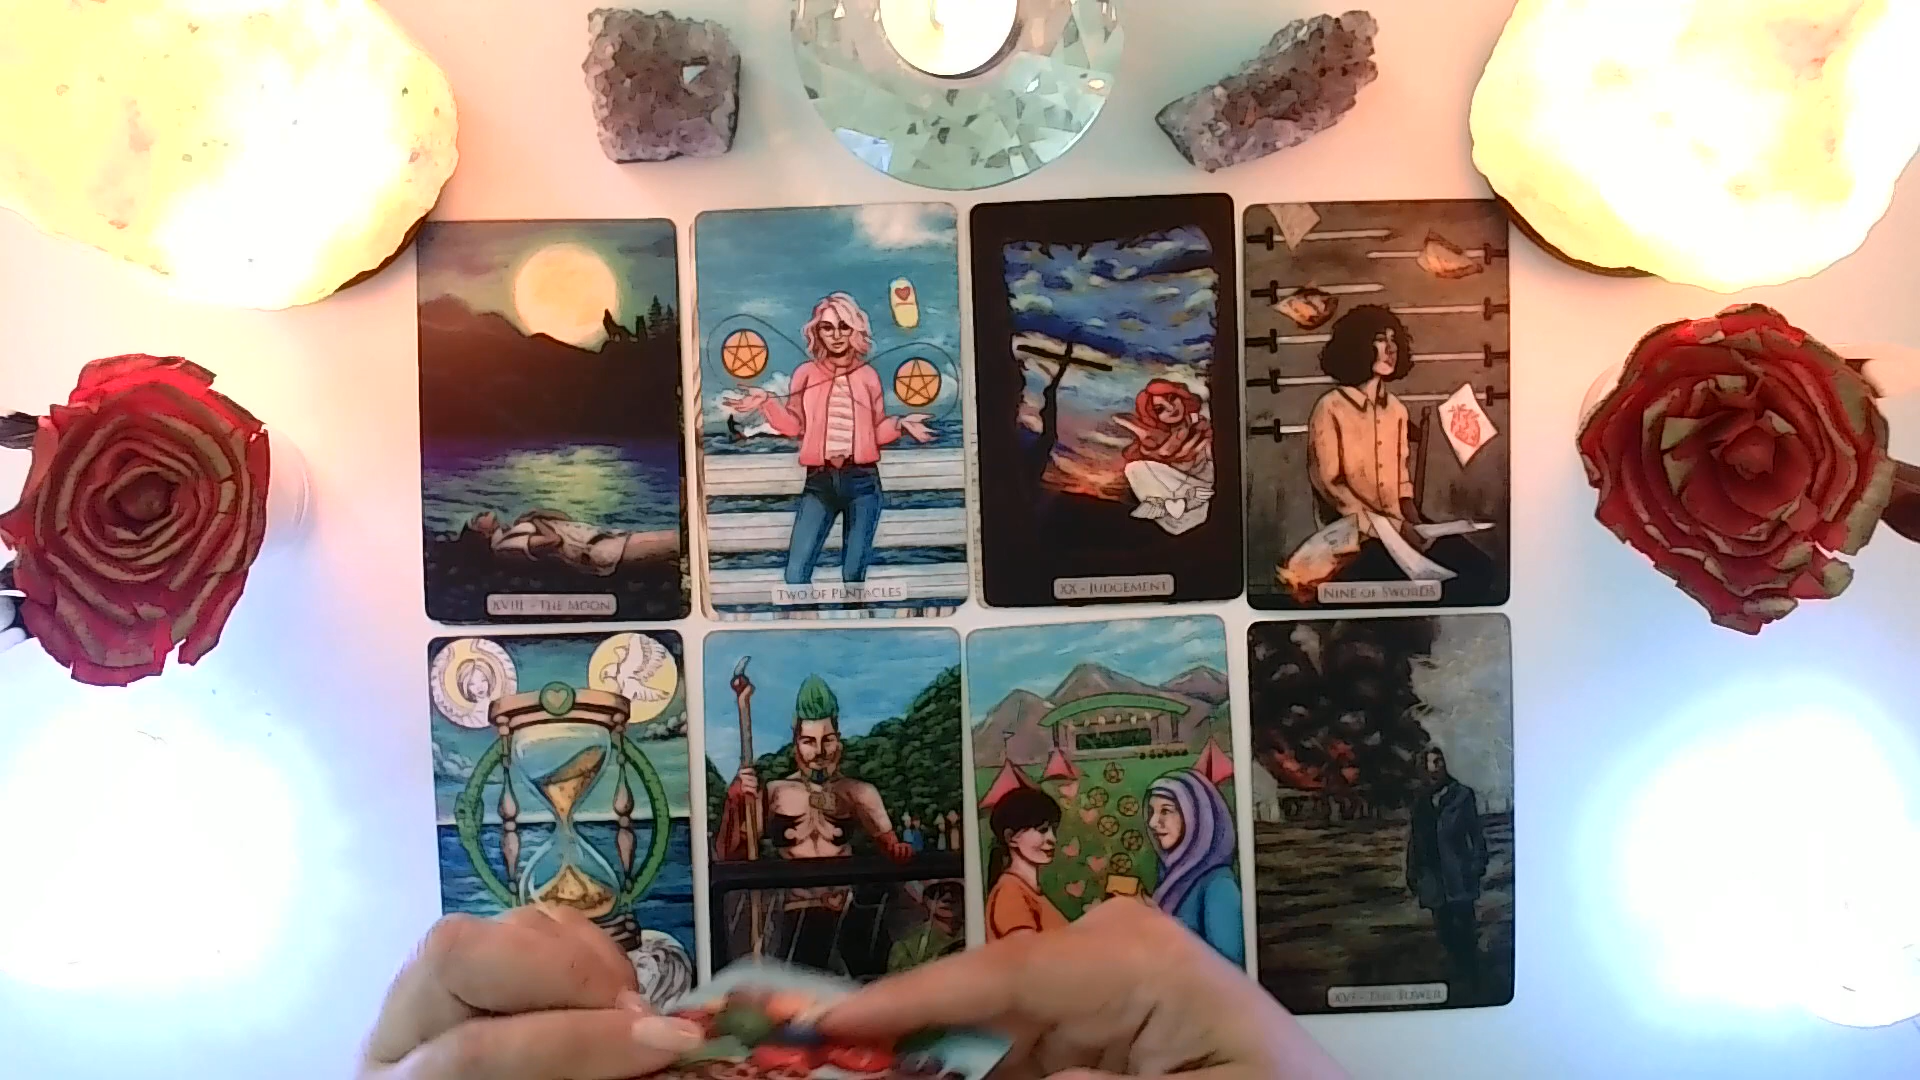 XVIII - THE MOON
TWO OF PENTACLES
XX - JUDGEMENT
NINE OF SWORDS
XVI - THE TOWER